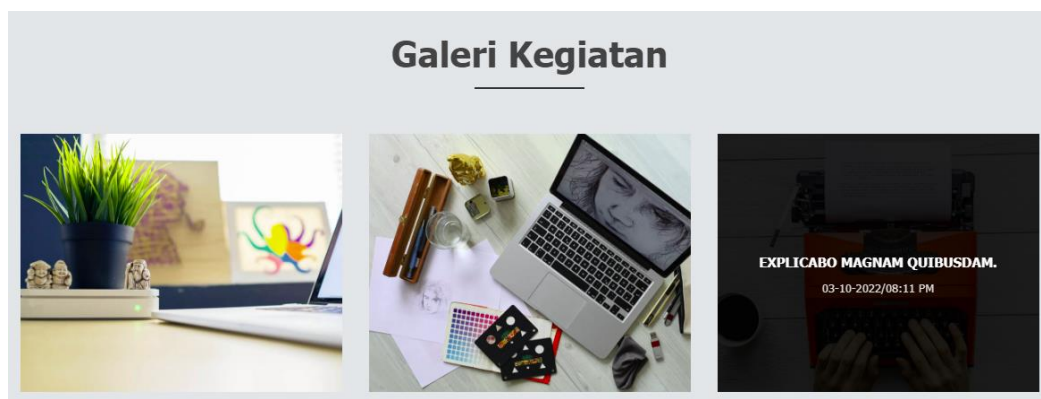 Galeri Kegiatan
EXPLICABO MAGNAM QUIBUSDAM.
03-10-2022/08:11 PM